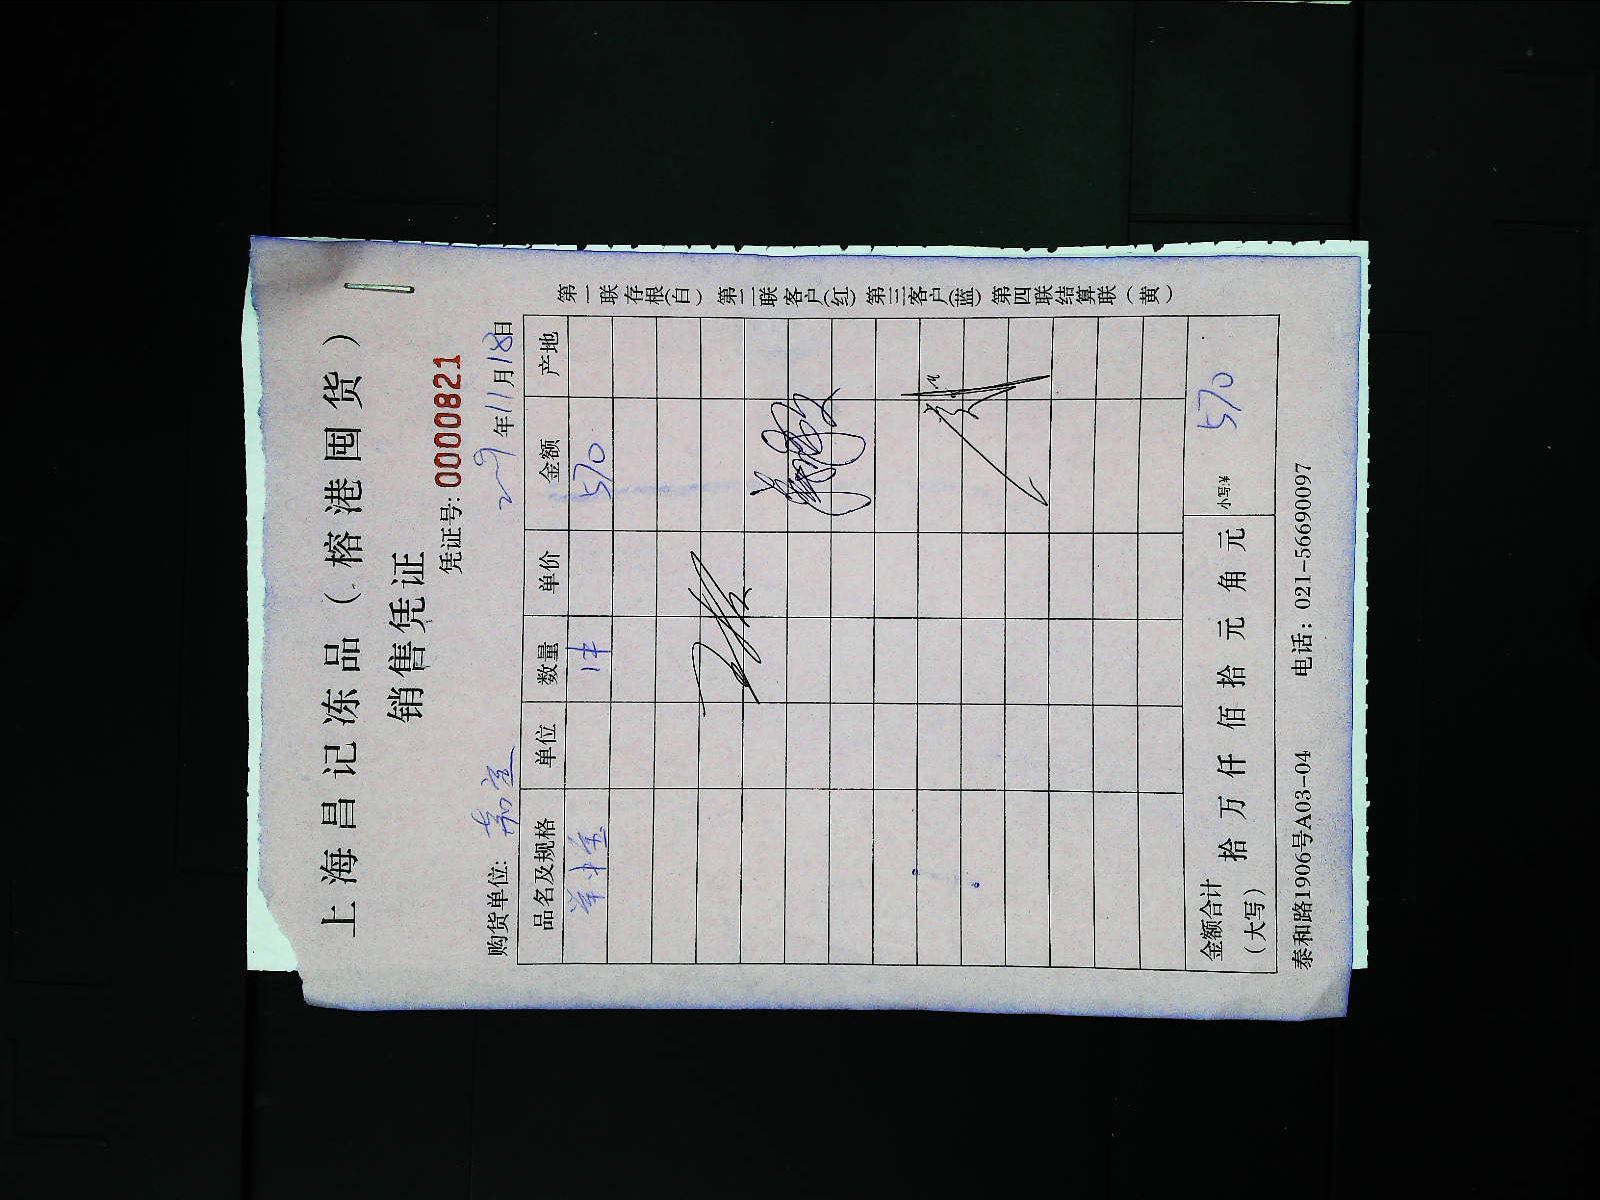 上海昌记冻品（榕港囤货）
销售凭证
凭证号：0000821
购货单位: 年11月18日
品名及规格 单位 数量 单价 金额 产地
1件 570
金额合计（大写） 拾 万 仟 佰 拾 元 角 元 小写:¥ 570
泰和路1906号A03-04 电话：021-56690097
第一联存根(白) 第二联客户(红) 第三客户(蓝) 第四联结算联（黄）